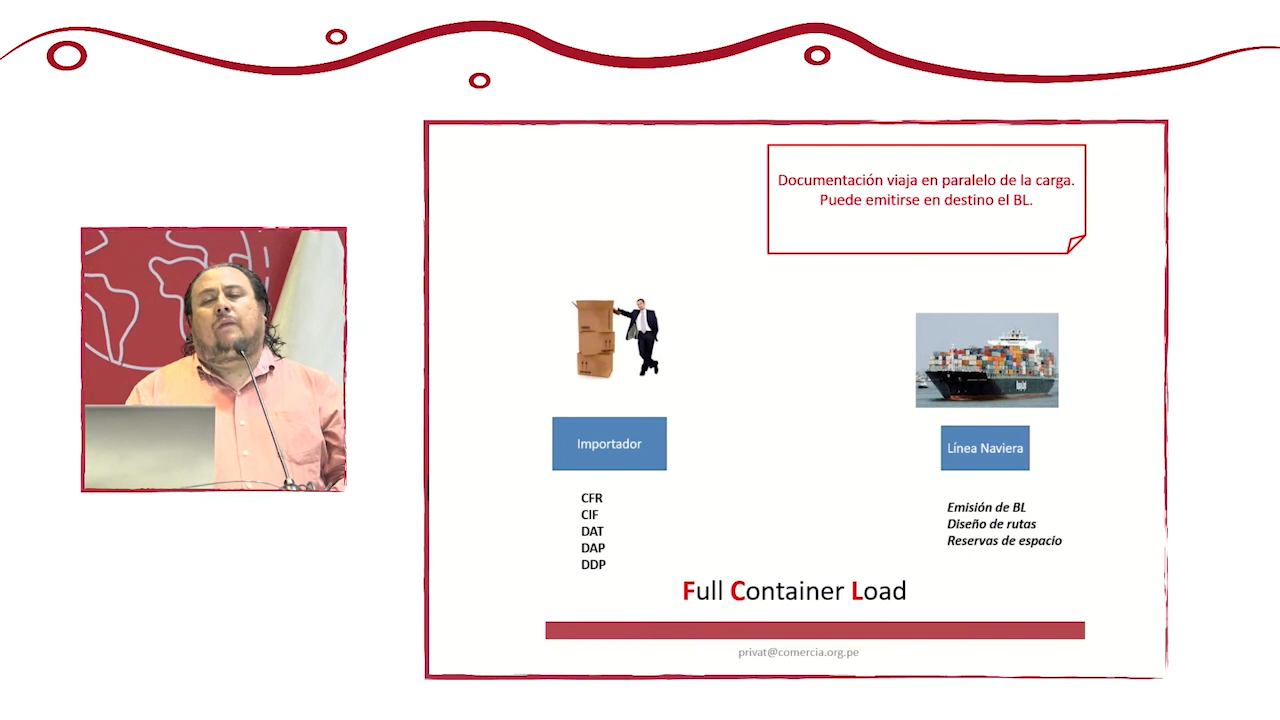 Documentación viaja en paralelo de la carga.
Puede emitirse en destino el BL.
Importador
Línea Naviera
CFR
CIF
DAT
DAP
DDP
Emisión de BL
Diseño de rutas
Reservas de espacio
Full Container Load
privat@comercia.org.pe